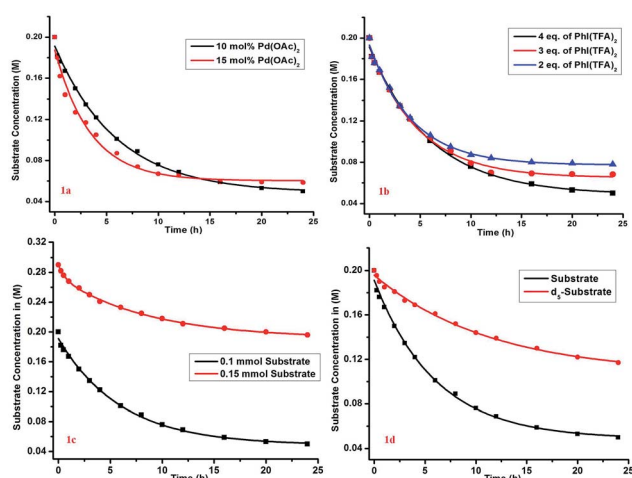 10 mol% Pd(OAc)₂
15 mol% Pd(OAc)₂
Substrate Concentration (M)
0.20
0.16
0.12
0.08
0.04
0 5 10 15 20 25
Time (h)
1a
4 eq. of PhI(TFA)₂
3 eq. of PhI(TFA)₂
2 eq. of PhI(TFA)₂
Substrate Concentration (M)
0.20
0.16
0.12
0.08
0.04
0 5 10 15 20 25
Time (h)
1b
Substrate Concentration in (M)
0.32
0.28
0.24
0.20
0.16
0.12
0.08
0.04
0.1 mmol Substrate
0.15 mmol Substrate
1c
0 5 10 15 20 25
Time (h)
Substrate
d₅-Substrate
Substrate Concentration in (M)
0.20
0.16
0.12
0.08
0.04
1d
0 5 10 15 20 25
Time (h)